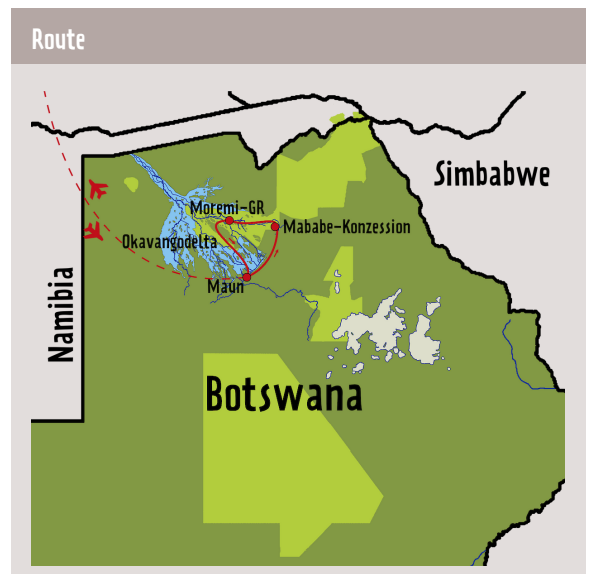 Route
Simbabwe
Moremi-GR
Mababe-Konzession
Okavangodelta
Maun
Namibia
Botswana